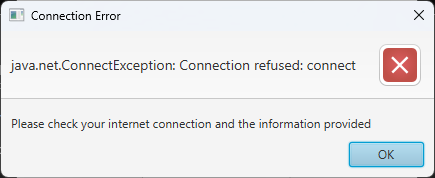 Connection Error
java.net.ConnectException: Connection refused: connect
Please check your internet connection and the information provided
OK